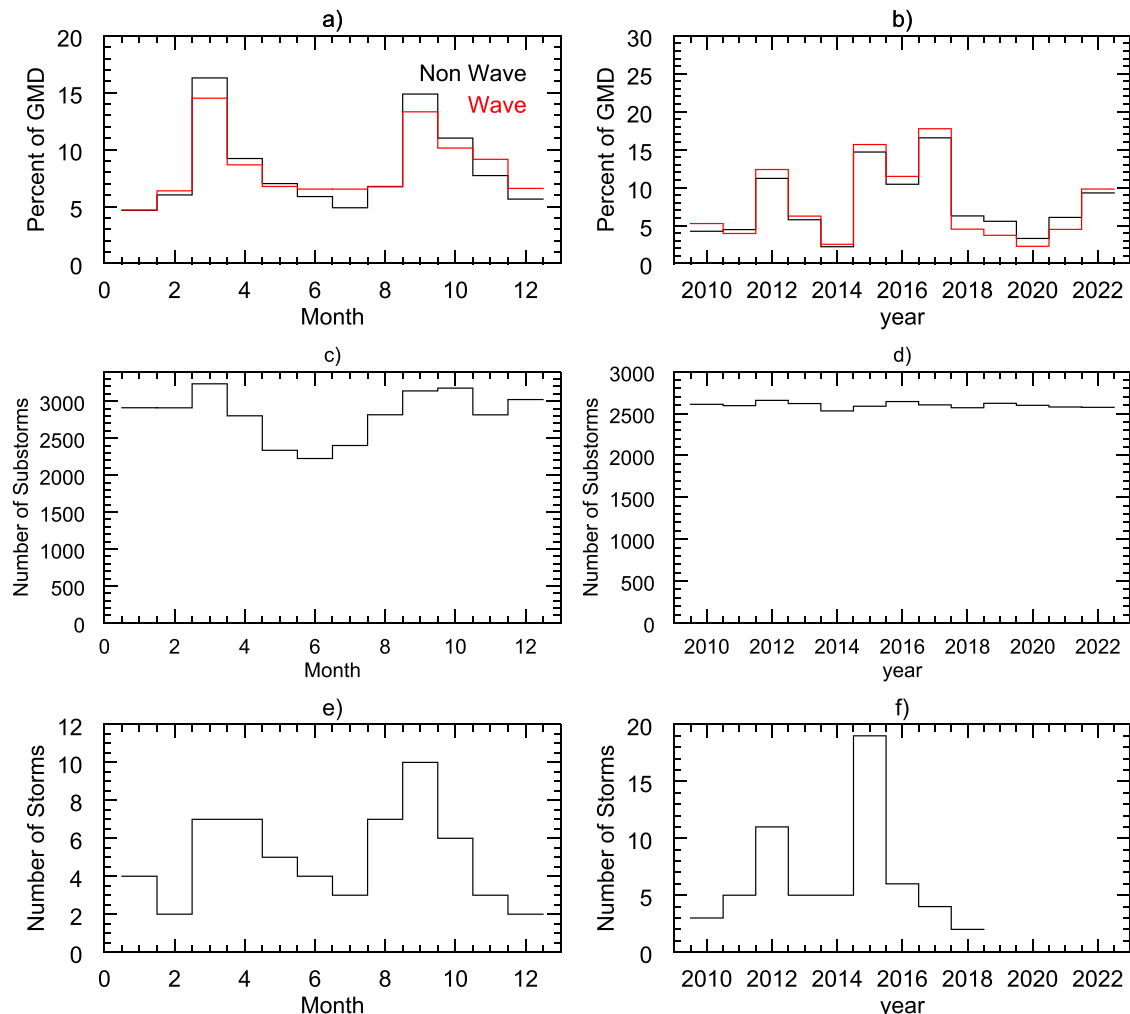 a)
20
15
10
5
0
Percent of GMD
Non Wave
Wave
0 2 4 6 8 10 12
Month
b)
30
25
20
15
10
5
0
Percent of GMD
2010 2012 2014 2016 2018 2020 2022
year
c)
3000
2500
2000
1500
1000
500
0
Number of Substorms
0 2 4 6 8 10 12
Month
d)
3000
2500
2000
1500
1000
500
0
Number of Substorms
2010 2012 2014 2016 2018 2020 2022
year
e)
12
10
8
6
4
2
0
Number of Storms
0 2 4 6 8 10 12
Month
f)
20
15
10
5
0
Number of Storms
2010 2012 2014 2016 2018 2020 2022
year